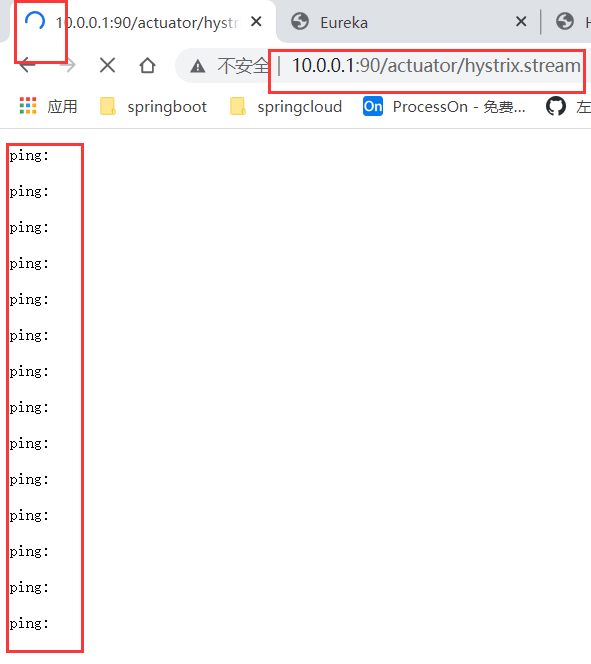 10.0.0.1:90/actuator/hystr
Eureka
不安全 | 10.0.0.1:90/actuator/hystrix.stream
应用 springboot springcloud On ProcessOn - 免费... 左
ping:
ping:
ping:
ping:
ping:
ping:
ping:
ping:
ping:
ping:
ping:
ping:
ping:
ping: